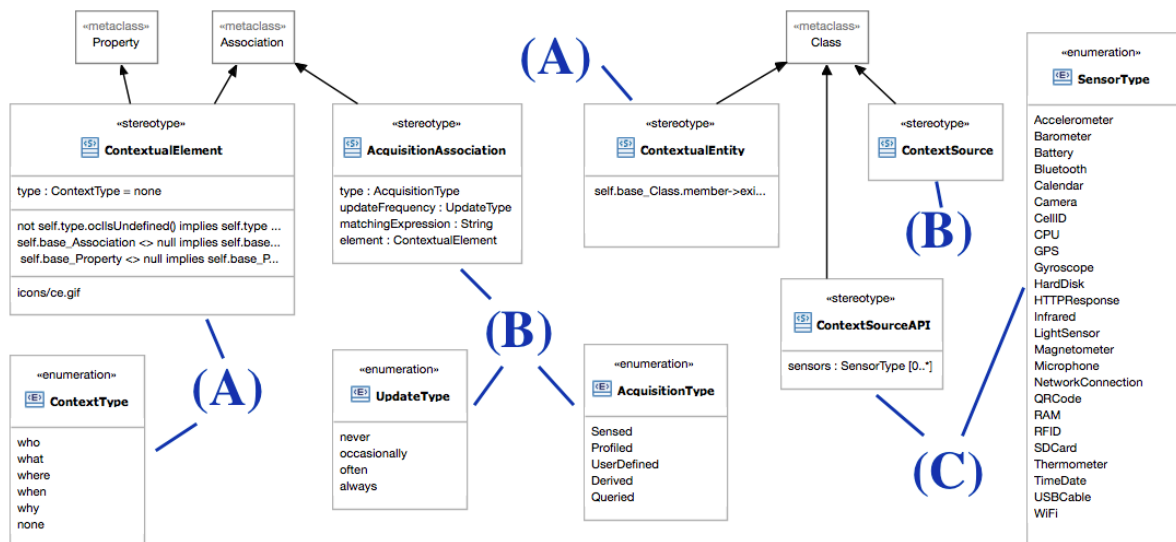 «metaclass»
Property
«metaclass»
Association
(A)
«metaclass»
Class
«enumeration»
SensorType
Accelerometer
Barometer
Battery
Bluetooth
Calendar
Camera
CellID
CPU
GPS
Gyroscope
HardDisk
HTTPResponse
Infrared
LightSensor
Magnetometer
Microphone
NetworkConnection
QRCode
RAM
RFID
SDCard
Thermometer
TimeDate
USBCable
WiFi
«stereotype»
ContextualElement
type : ContextType = none
not self.type.oclIsUndefined() implies self.type ...
self.base_Association <> null implies self.base...
self.base_Property <> null implies self.base_P...
icons/ce.gif
«stereotype»
AcquisitionAssociation
type : AcquisitionType
updateFrequency : UpdateType
matchingExpression : String
element : ContextualElement
«stereotype»
ContextualEntity
self.base_Class.member->exi...
«stereotype»
ContextSource
(B)
«stereotype»
ContextSourceAPI
sensors : SensorType [0..*]
(B)
(A)
(C)
«enumeration»
ContextType
who
what
where
when
why
none
«enumeration»
UpdateType
never
occasionally
often
always
«enumeration»
AcquisitionType
Sensed
Profiled
UserDefined
Derived
Queried